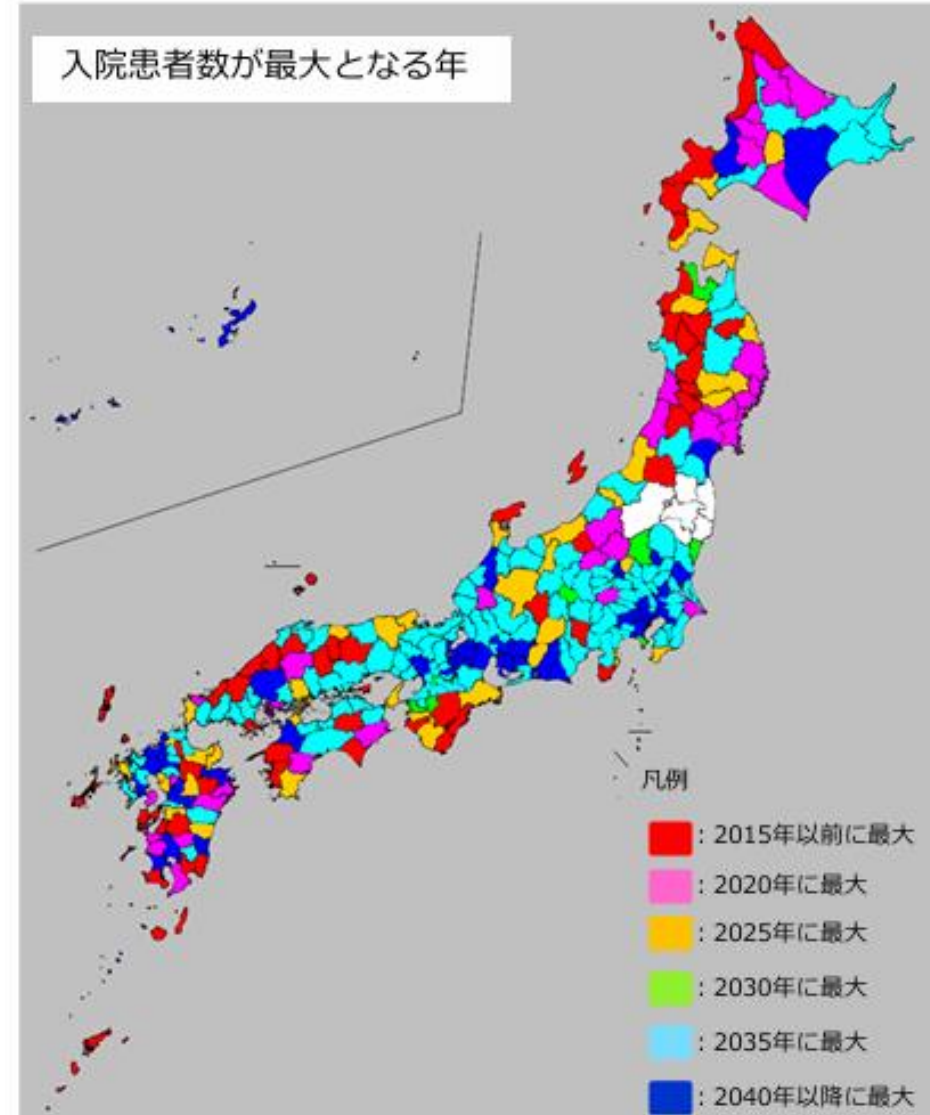 入院患者数が最大となる年
凡例
：2015年以前に最大
：2020年に最大
：2025年に最大
：2030年に最大
：2035年に最大
：2040年以降に最大